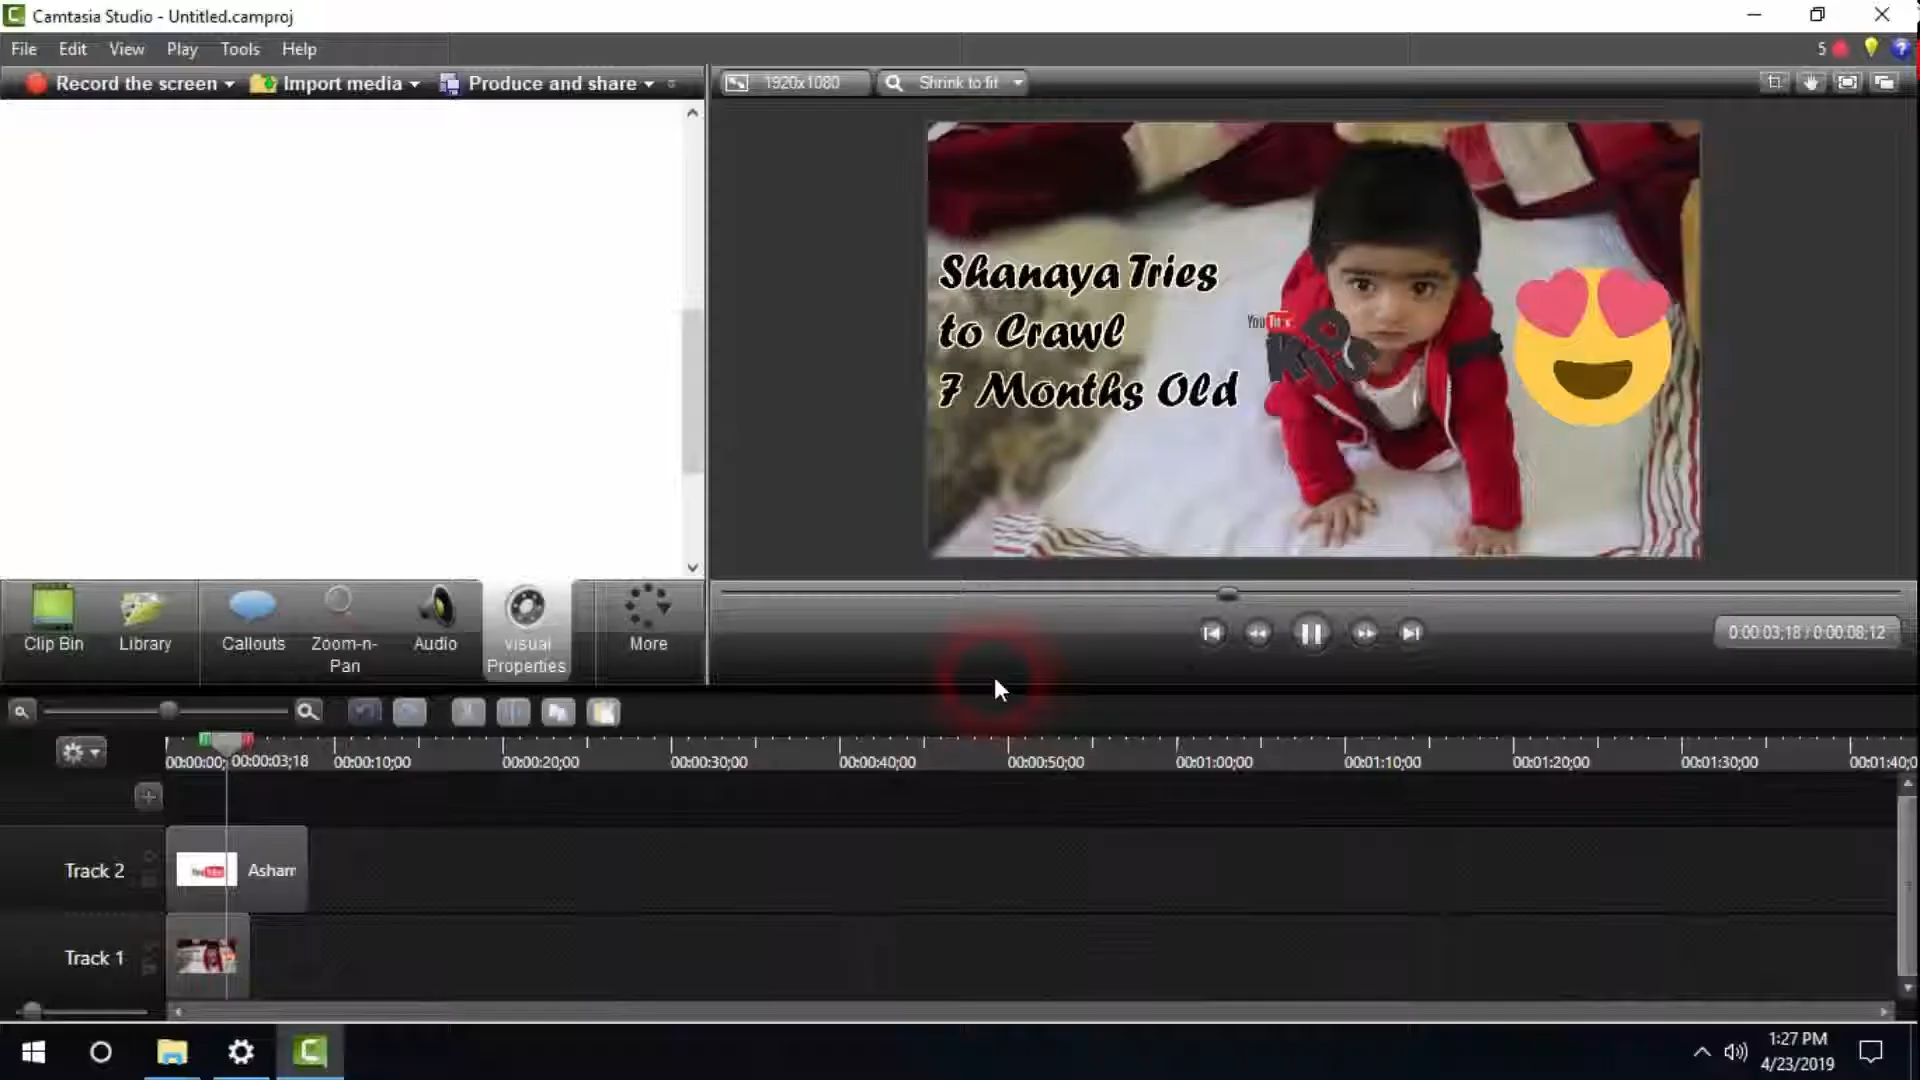 Camtasia Studio - Untitled.camproj
File Edit View Play Tools Help
5
Record the screen Import media Produce and share
1920x1080 Shrink to fit
Shanaya Tries
to Crawl
7 Months Old
YouTube
KIDS
Clip Bin Library Callouts Zoom-n-Pan Audio Visual Properties More
0:00:03;18 / 0:00:08;12
00:00:00; 00:00:03;18 00:00:10;00 00:00:20;00 00:00:30;00 00:00:40;00 00:00:50;00 00:01:00;00 00:01:10;00 00:01:20;00 00:01:30;00 00:01:40;0
Track 2
YouTube
Asham
Track 1
1:27 PM
4/23/2019